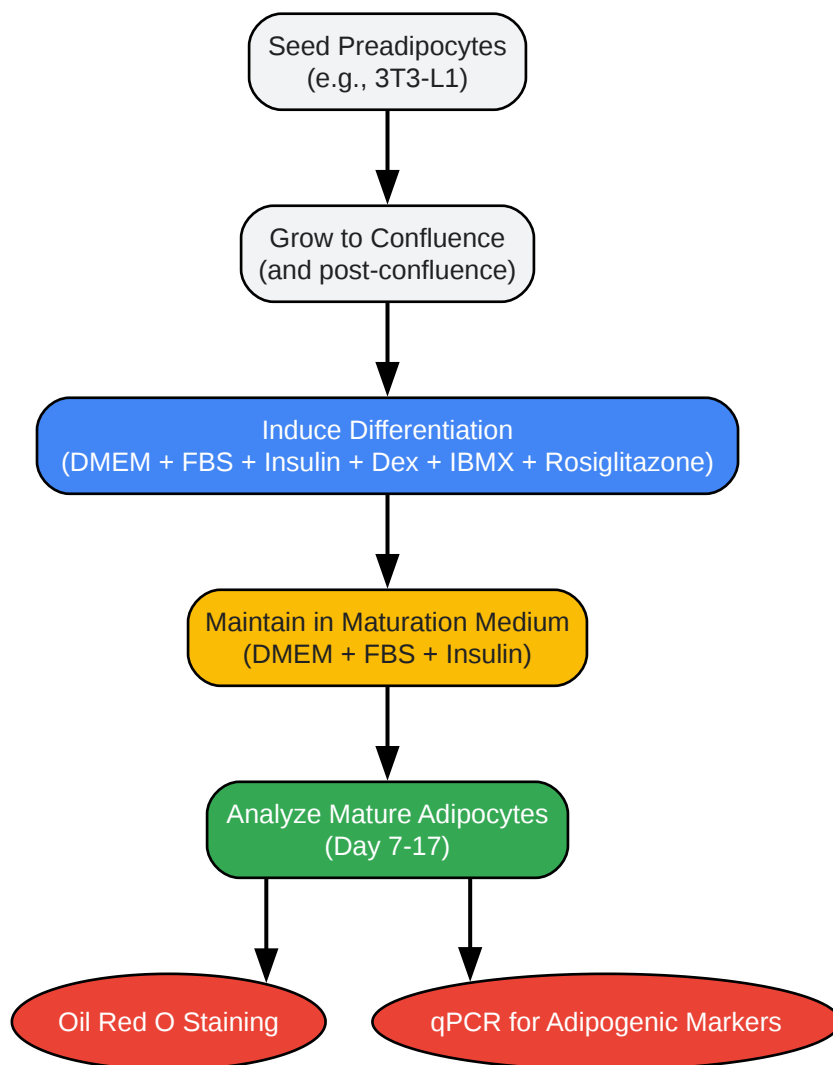 Seed Preadipocytes
(e.g., 3T3-L1)
Grow to Confluence
(and post-confluence)
Induce Differentiation
(DMEM + FBS + Insulin + Dex + IBMX + Rosiglitazone)
Maintain in Maturation Medium
(DMEM + FBS + Insulin)
Analyze Mature Adipocytes
(Day 7-17)
Oil Red O Staining
qPCR for Adipogenic Markers